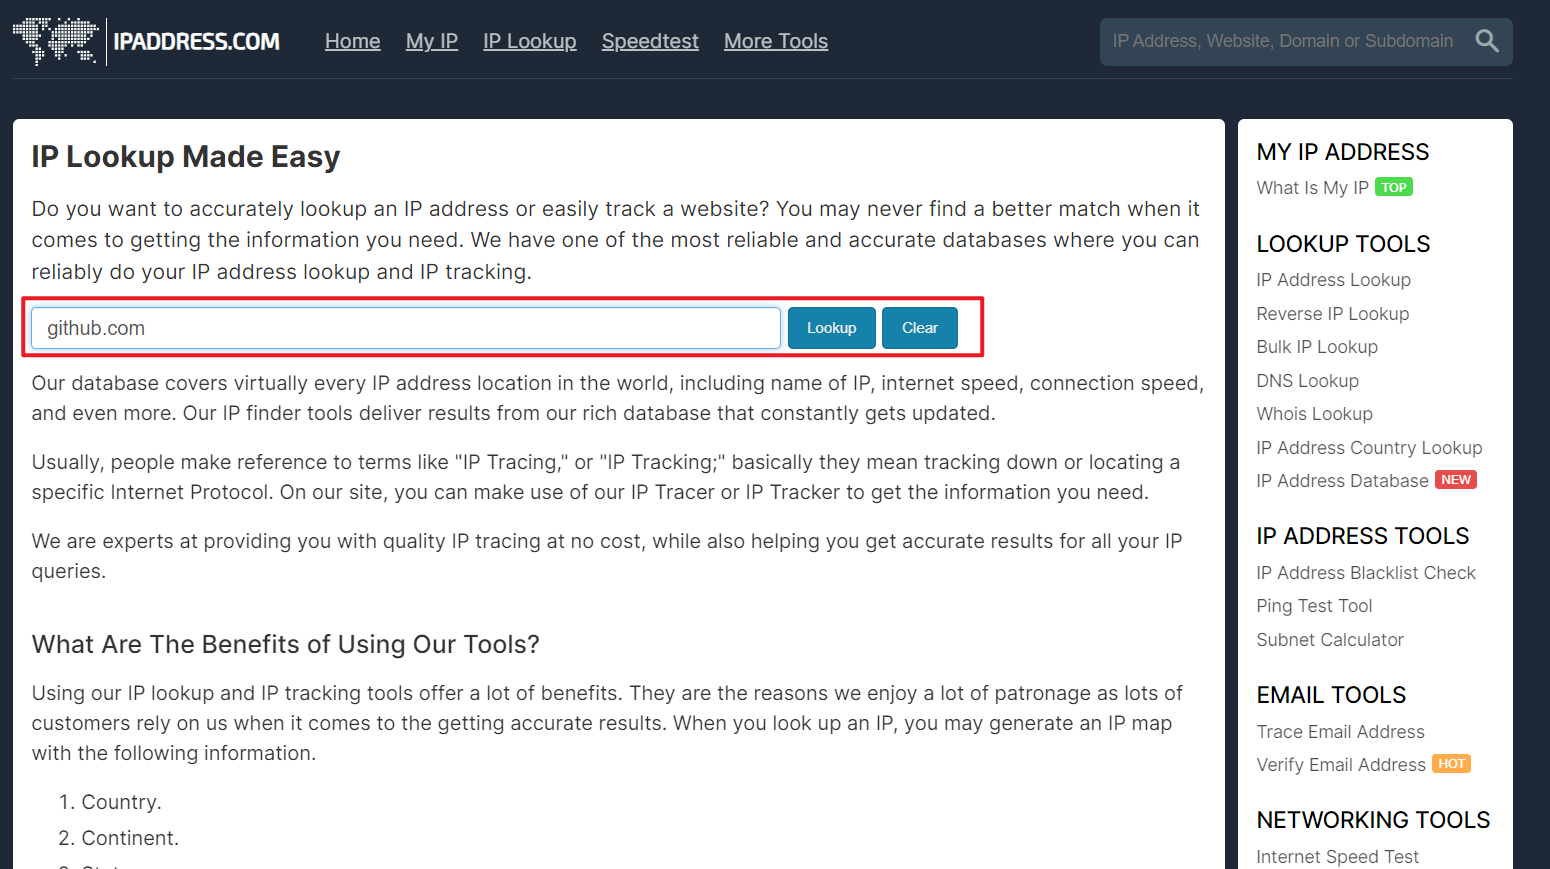 IPADDRESS.COM
Home My IP IP Lookup Speedtest More Tools
IP Address, Website, Domain or Subdomain
IP Lookup Made Easy
Do you want to accurately lookup an IP address or easily track a website? You may never find a better match when it
comes to getting the information you need. We have one of the most reliable and accurate databases where you can
reliably do your IP address lookup and IP tracking.
github.com Lookup Clear
Our database covers virtually every IP address location in the world, including name of IP, internet speed, connection speed,
and even more. Our IP finder tools deliver results from our rich database that constantly gets updated.
Usually, people make reference to terms like "IP Tracing," or "IP Tracking;" basically they mean tracking down or locating a
specific Internet Protocol. On our site, you can make use of our IP Tracer or IP Tracker to get the information you need.
We are experts at providing you with quality IP tracing at no cost, while also helping you get accurate results for all your IP
queries.
What Are The Benefits of Using Our Tools?
Using our IP lookup and IP tracking tools offer a lot of benefits. They are the reasons we enjoy a lot of patronage as lots of
customers rely on us when it comes to the getting accurate results. When you look up an IP, you may generate an IP map
with the following information.
1. Country.
2. Continent.
MY IP ADDRESS
What Is My IP TOP
LOOKUP TOOLS
IP Address Lookup
Reverse IP Lookup
Bulk IP Lookup
DNS Lookup
Whois Lookup
IP Address Country Lookup
IP Address Database NEW
IP ADDRESS TOOLS
IP Address Blacklist Check
Ping Test Tool
Subnet Calculator
EMAIL TOOLS
Trace Email Address
Verify Email Address HOT
NETWORKING TOOLS
Internet Speed Test